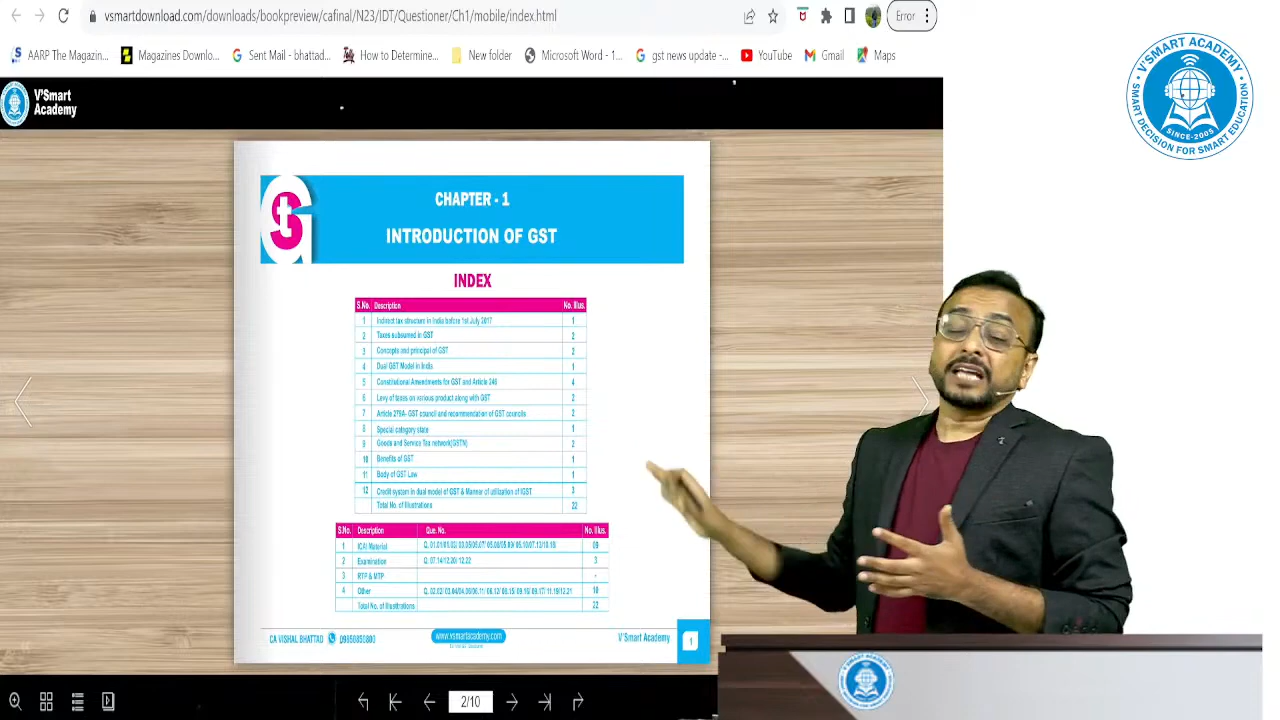 vsmartdownload.com/downloads/bookpreview/cafinal/N23/IDT/Questioner/Ch1/mobile/index.html
Error
AARP The Magazin...
Magazines Downlo...
Sent Mail - bhattad...
How to Determine...
New folder
Microsoft Word - 1...
gst news update -...
YouTube
Gmail
Maps
V'Smart
Academy
V'SMART ACADEMY
SINCE-2005
SMART DECISION FOR SMART EDUCATION
GST
CHAPTER - 1
INTRODUCTION OF GST
INDEX
S.No. Description No. Illus.
1 Indirect tax structure in India before 1st July 2017 1
2 Taxes subsumed in GST 2
3 Concepts and principal of GST 2
4 Dual GST Model in India 1
5 Constitutional Amendments for GST and Article 246 4
6 Levy of taxes on various product along with GST 2
7 Article 279A- GST council and recommendation of GST councils 2
8 Special category state 1
9 Goods and Service Tax network(GSTN) 2
10 Benefits of GST 1
11 Body of GST Law 1
12 Credit system in dual model of GST & Manner of utilization of IGST 3
Total No. of Illustrations 22
S.No. Description Que. No. No. Illus.
1 ICAI Material 09
2 Examination Q. 07.14/12.20/ 12.22 3
3 RTP & MTP -
4 Other 10
Total No. of Illusttrations 22
CA VISHAL BHATTAD 09850850800
www.vsmartacademy.com
V'Smart Academy
1
2/10